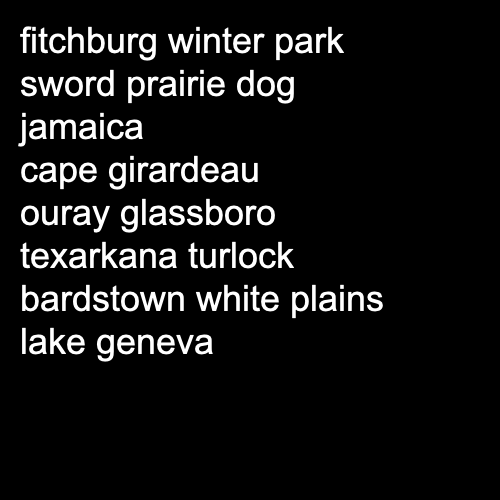 fitchburg winter park
sword prairie dog
jamaica
cape girardeau
ouray glassboro
texarkana turlock
bardstown white plains
lake geneva